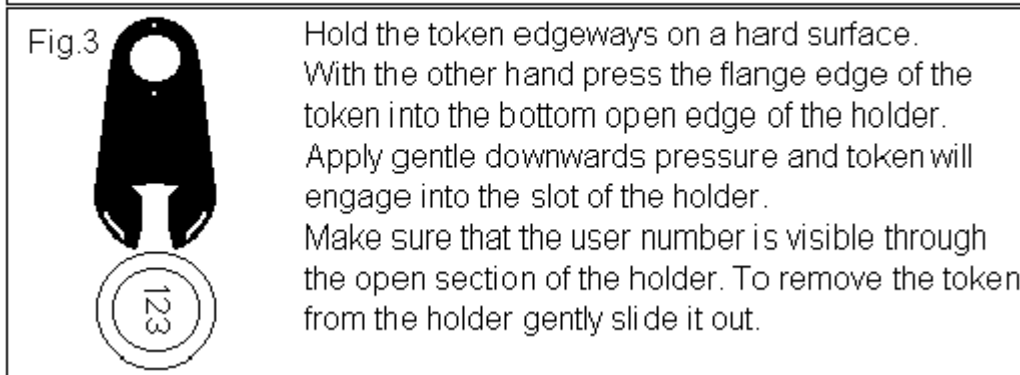 Fig.3
Hold the token edgeways on a hard surface.
With the other hand press the flange edge of the
token into the bottom open edge of the holder.
Apply gentle downwards pressure and token will
engage into the slot of the holder.
Make sure that the user number is visible through
the open section of the holder. To remove the token
from the holder gently slide it out.
123